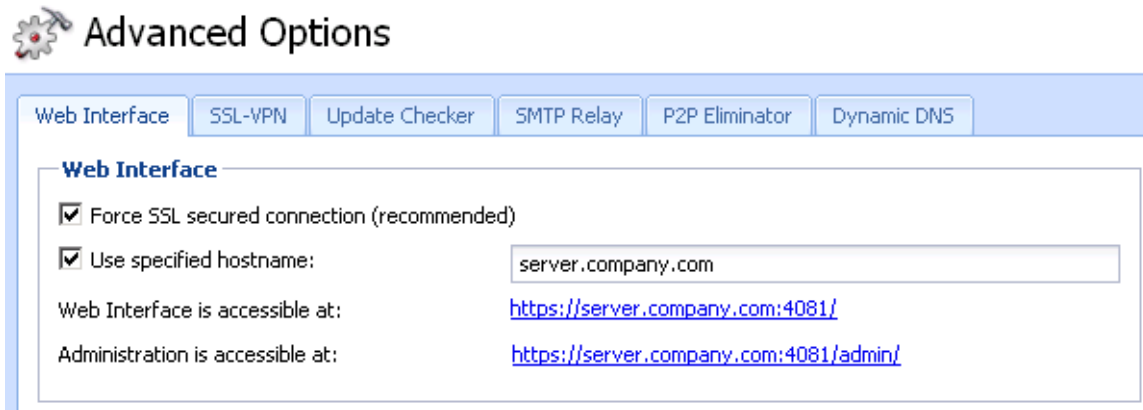 Advanced Options
Web Interface SSL-VPN Update Checker SMTP Relay P2P Eliminator Dynamic DNS
Web Interface
Force SSL secured connection (recommended)
Use specified hostname: server.company.com
Web Interface is accessible at: https://server.company.com:4081/
Administration is accessible at: https://server.company.com:4081/admin/